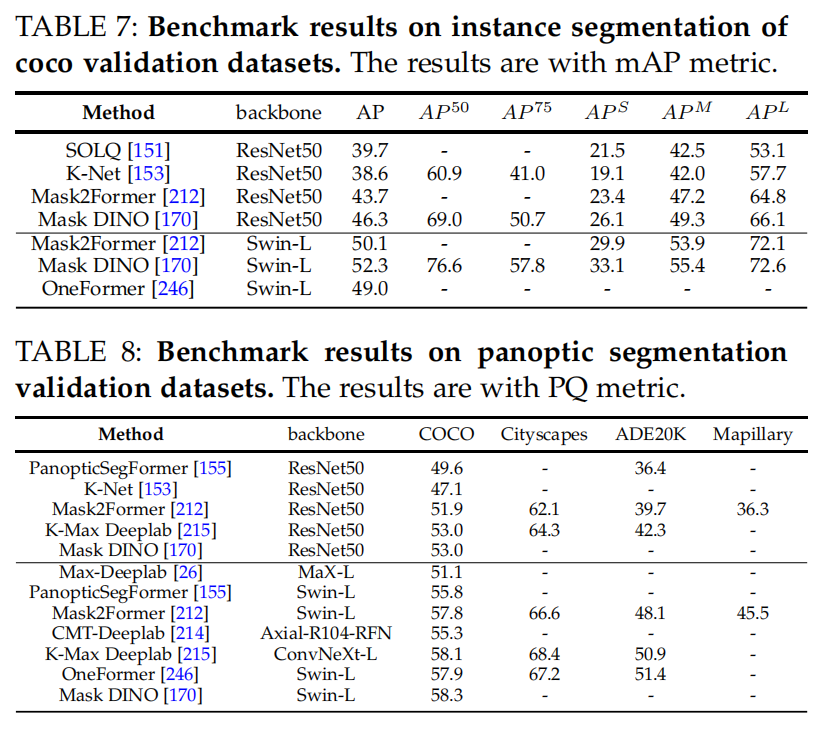 TABLE 7: Benchmark results on instance segmentation of
coco validation datasets. The results are with mAP metric.
Method backbone AP AP^50 AP^75 AP^S AP^M AP^L
SOLQ [151] ResNet50 39.7 - - 21.5 42.5 53.1
K-Net [153] ResNet50 38.6 60.9 41.0 19.1 42.0 57.7
Mask2Former [212] ResNet50 43.7 - - 23.4 47.2 64.8
Mask DINO [170] ResNet50 46.3 69.0 50.7 26.1 49.3 66.1
Mask2Former [212] Swin-L 50.1 - - 29.9 53.9 72.1
Mask DINO [170] Swin-L 52.3 76.6 57.8 33.1 55.4 72.6
OneFormer [246] Swin-L 49.0 - - - - -
TABLE 8: Benchmark results on panoptic segmentation
validation datasets. The results are with PQ metric.
Method backbone COCO Cityscapes ADE20K Mapillary
PanopticSegFormer [155] ResNet50 49.6 - 36.4 -
K-Net [153] ResNet50 47.1 - - -
Mask2Former [212] ResNet50 51.9 62.1 39.7 36.3
K-Max Deeplab [215] ResNet50 53.0 64.3 42.3 -
Mask DINO [170] ResNet50 53.0 - - -
Max-Deeplab [26] MaX-L 51.1 - - -
PanopticSegFormer [155] Swin-L 55.8 - - -
Mask2Former [212] Swin-L 57.8 66.6 48.1 45.5
CMT-Deeplab [214] Axial-R104-RFN 55.3 - - -
K-Max Deeplab [215] ConvNeXt-L 58.1 68.4 50.9 -
OneFormer [246] Swin-L 57.9 67.2 51.4 -
Mask DINO [170] Swin-L 58.3 - - -